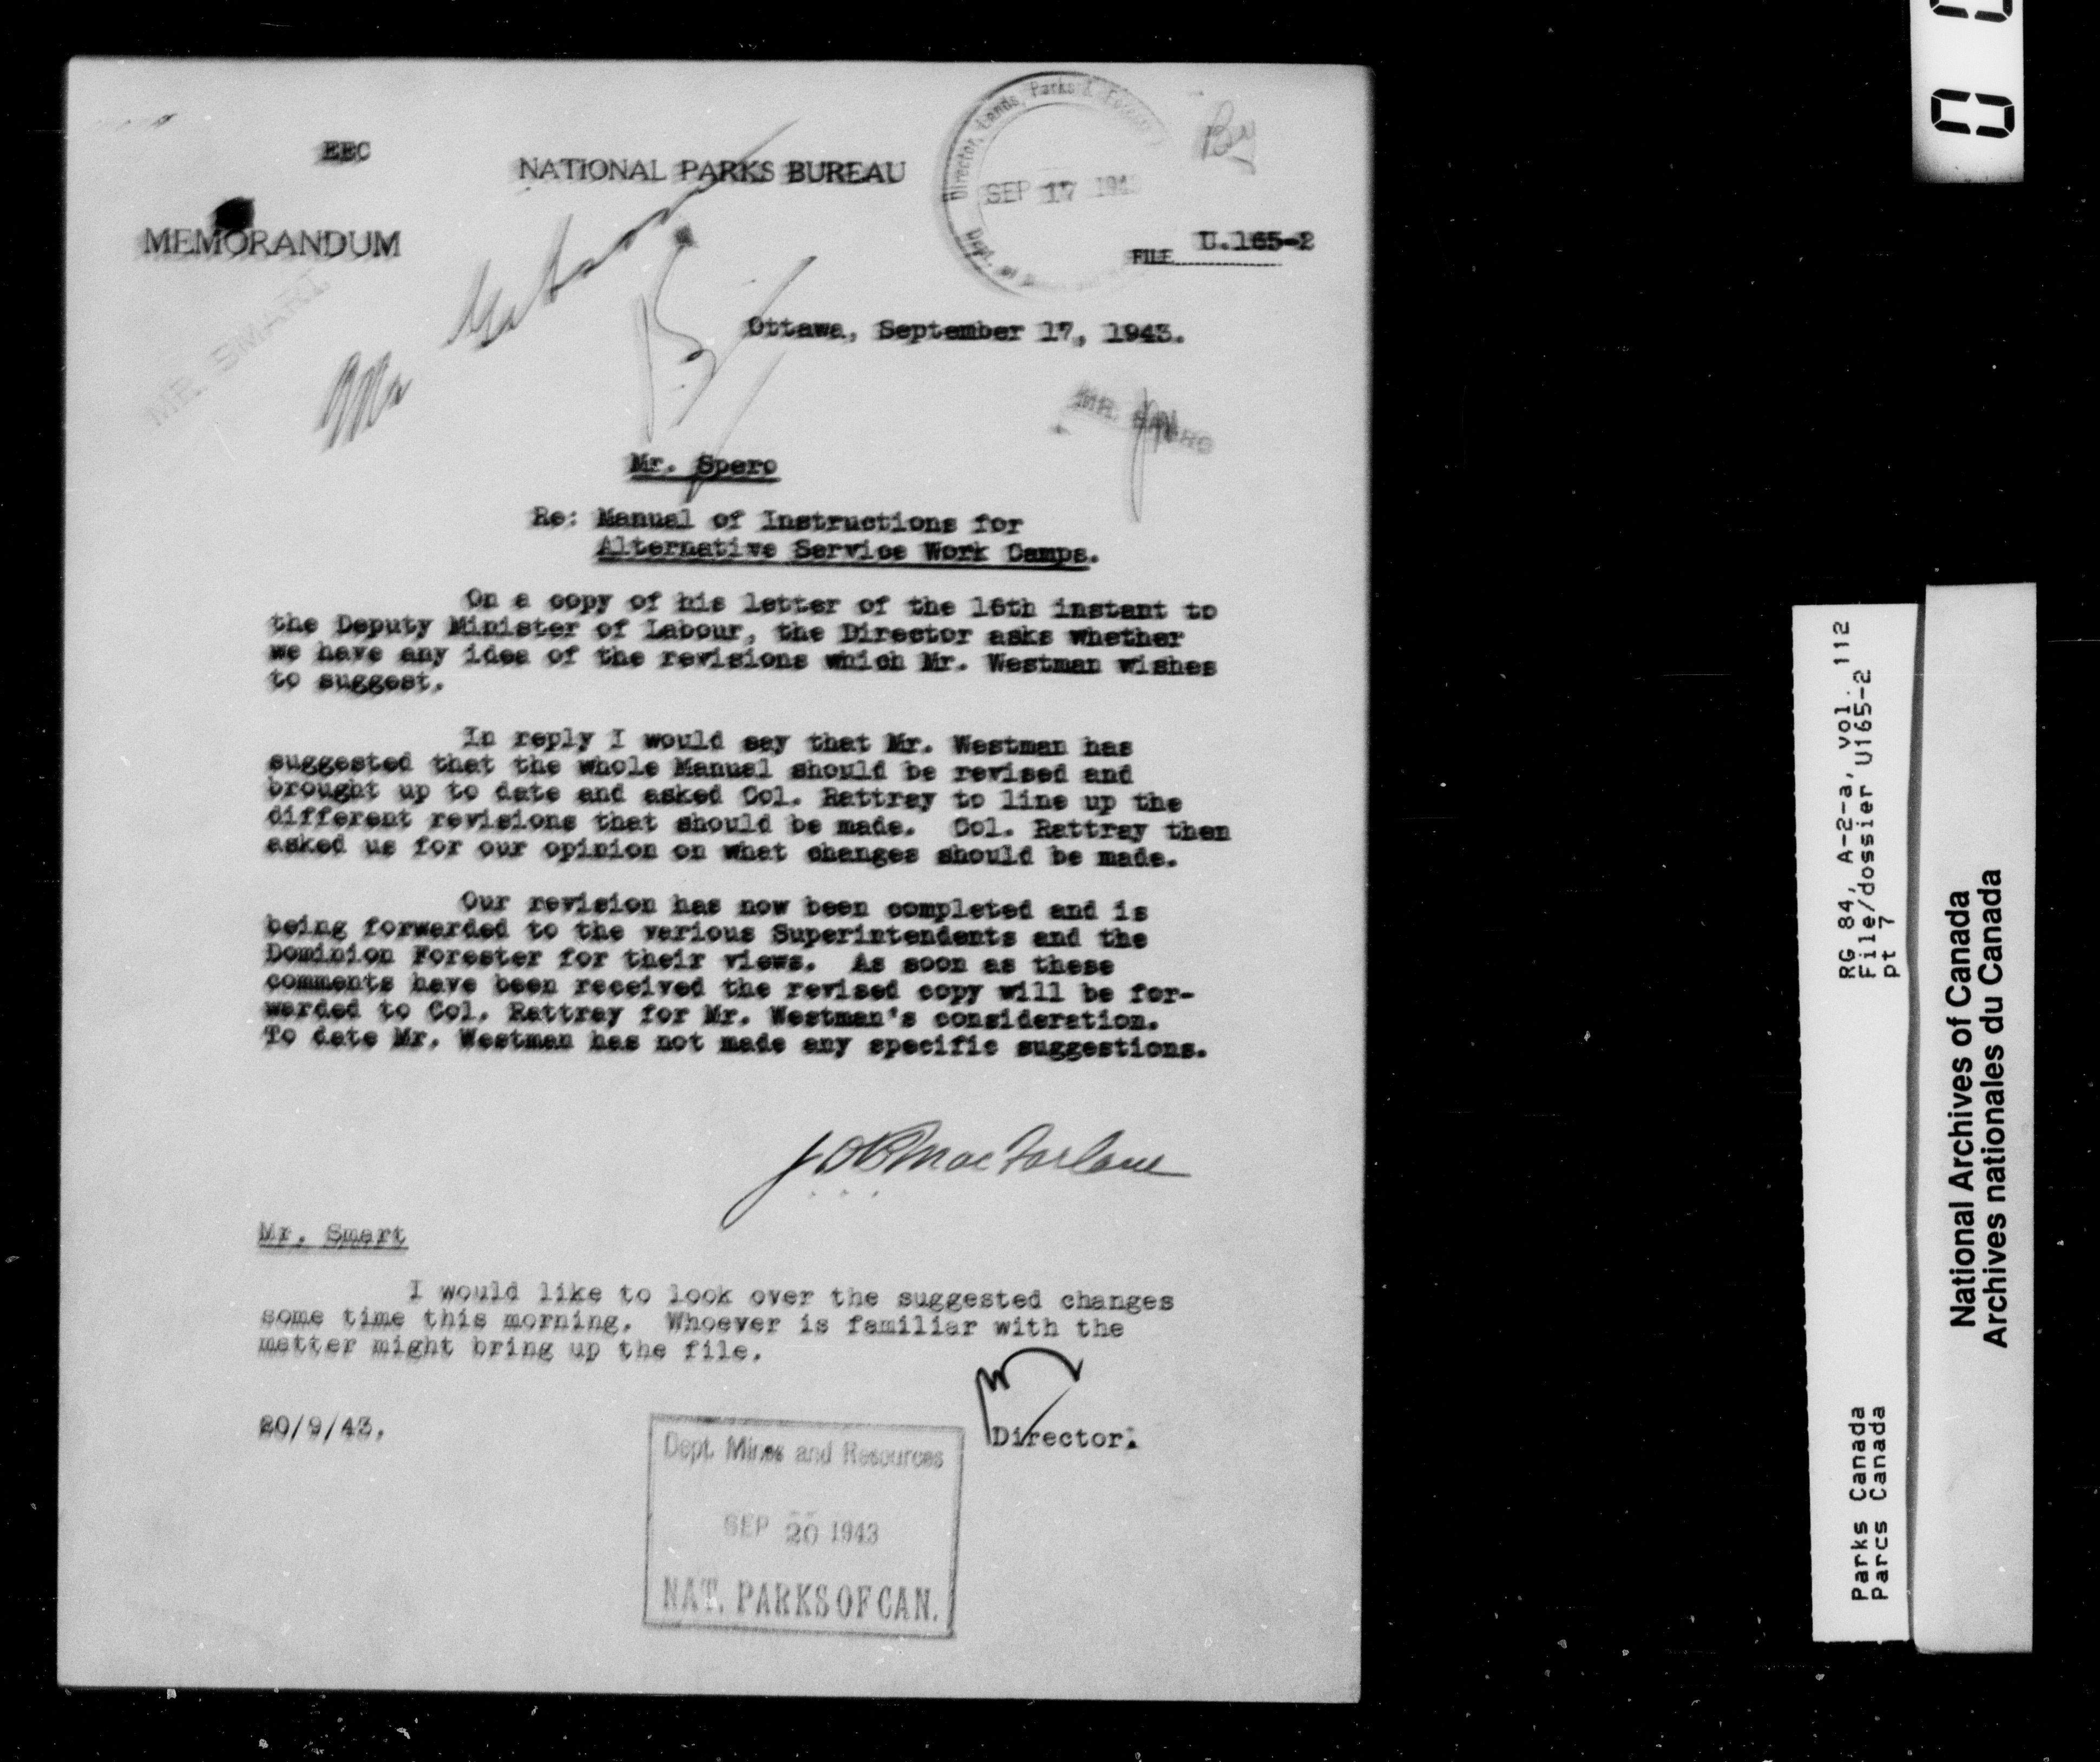 EEC
NATIONAL PARKS BUREAU
Director, Lands, Parks &
SEP 17 1943
Dept. of
MEMORANDUM
FILE U.165-2
MR. SMART
Mr
Ottawa, September 17, 1943.
MR.
Mr. Spero
Re: Manual of Instructions for
Alternative Service Work Camps.
On a copy of his letter of the 16th instant to
the Deputy Minister of Labour, the Director asks whether
we have any idea of the revisions which Mr. Westman wishes
to suggest.
In reply I would say that Mr. Westman has
suggested that the whole Manual should be revised and
brought up to date and asked Col. Rattray to line up the
different revisions that should be made. Col. Rattray then
asked us for our opinion on what changes should be made.
Our revision has now been completed and is
being forwarded to the various Superintendents and the
Dominion Forester for their views. As soon as these
comments have been received the revised copy will be for-
warded to Col. Rattray for Mr. Westman's consideration.
To date Mr. Westman has not made any specific suggestions.
MacFarlane
Mr. Smart
I would like to look over the suggested changes
some time this morning. Whoever is familiar with the
matter might bring up the file.
20/9/43.
Director.
Dept. Mines and Resources
SEP 20 1943
NAT. PARKS OF CAN.
RG 84, A-2-a, vol. 112
File/dossier U165-2
pt 7
Parks Canada
Parcs Canada
National Archives of Canada
Archives nationales du Canada